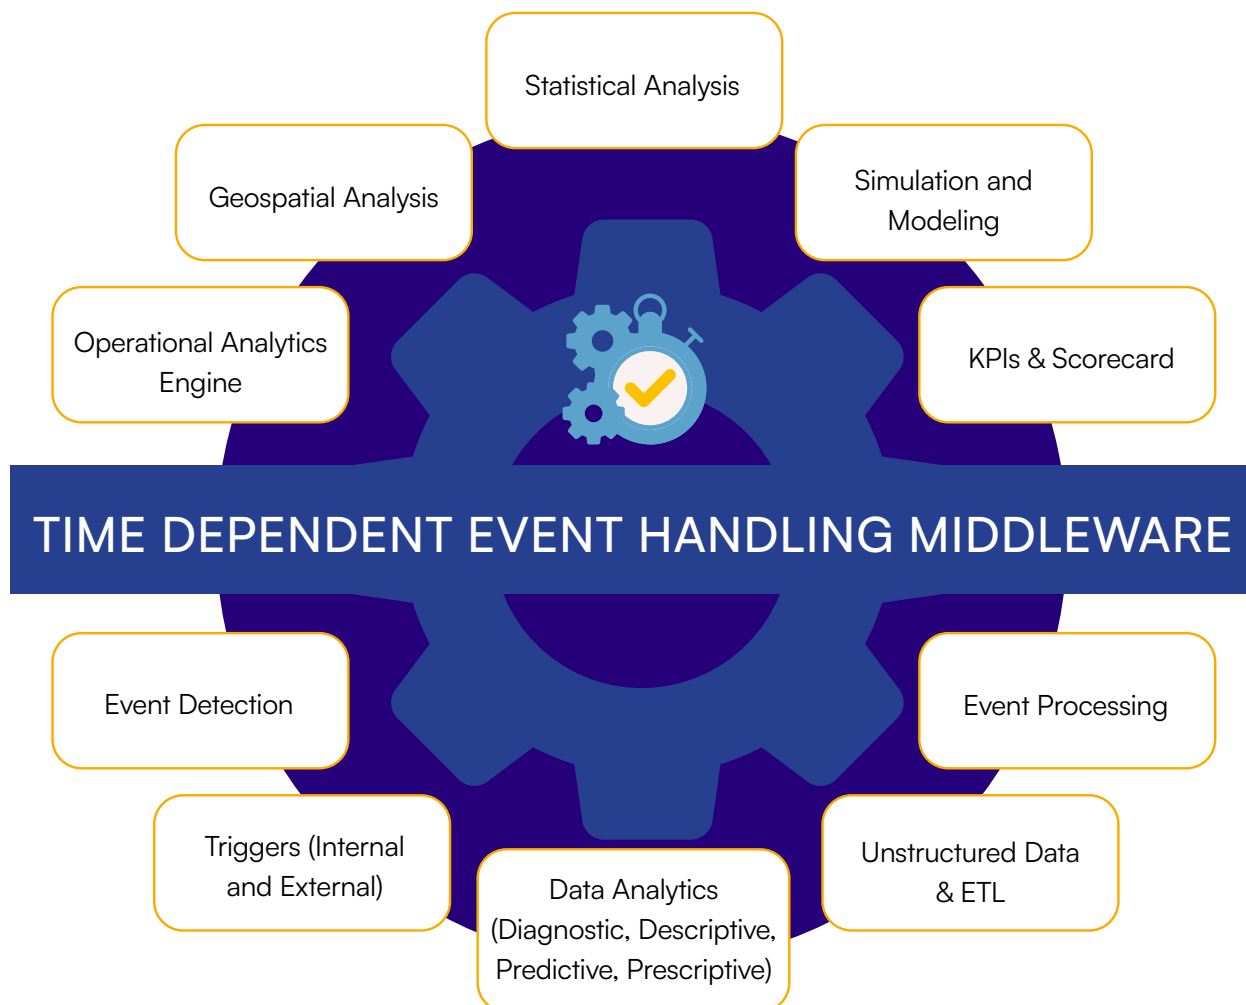 Statistical Analysis
Geospatial Analysis
Simulation and
Modeling
Operational Analytics
Engine
KPIs & Scorecard
TIME DEPENDENT EVENT HANDLING MIDDLEWARE
Event Detection
Event Processing
Triggers (Internal
and External)
Unstructured Data
& ETL
Data Analytics
(Diagnostic, Descriptive,
Predictive, Prescriptive)